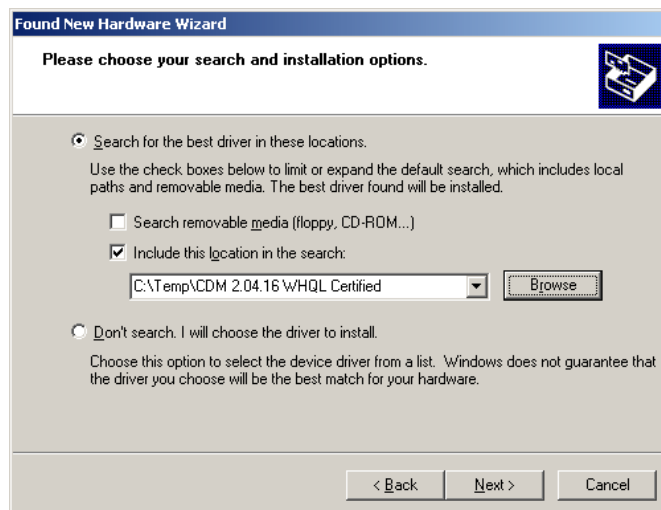 Found New Hardware Wizard
Please choose your search and installation options.
Search for the best driver in these locations.
Use the check boxes below to limit or expand the default search, which includes local
paths and removable media. The best driver found will be installed.
Search removable media (floppy, CD-ROM...)
Include this location in the search:
C:\Temp\CDM 2.04.16 WHQL Certified
Browse
Don't search. I will choose the driver to install.
Choose this option to select the device driver from a list. Windows does not guarantee that
the driver you choose will be the best match for your hardware.
< Back
Next >
Cancel